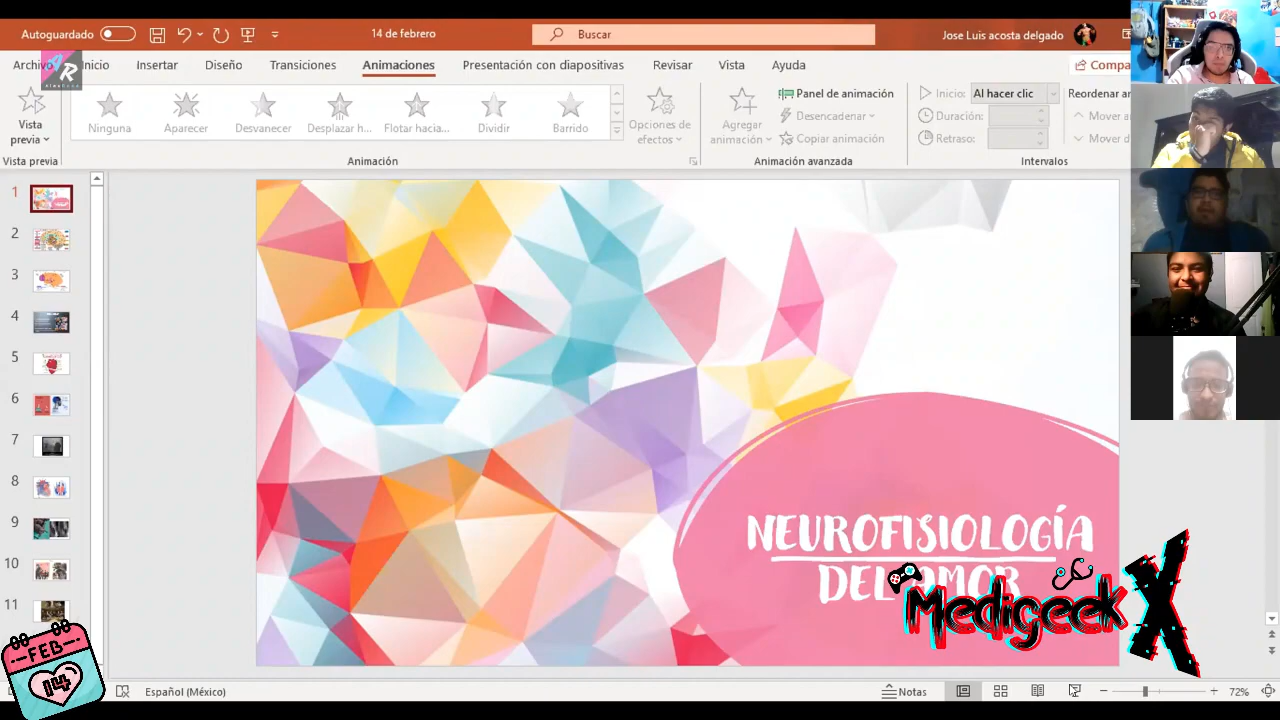 Autoguardado
14 de febrero
Buscar
Jose Luis acosta delgado
Archivo
Inicio
Insertar
Diseño
Transiciones
Animaciones
Presentación con diapositivas
Revisar
Vista
Ayuda
Compa
Vista previa
Ninguna
Aparecer
Desvanecer
Desplazar h...
Flotar hacia...
Dividir
Barrido
Opciones de efectos
Agregar animación
Panel de animación
Desencadenar
Copiar animación
Inicio: Al hacer clic
Duración:
Retraso:
Reordenar
Mover
Mover d
Vista previa
Animación
Animación avanzada
Intervalos
1
2
3
4
5
6
7
8
9
10
11
NEUROFISIOLOGÍA
DEL AMOR
Medigeek X
FEB
14
Español (México)
Notas
72%